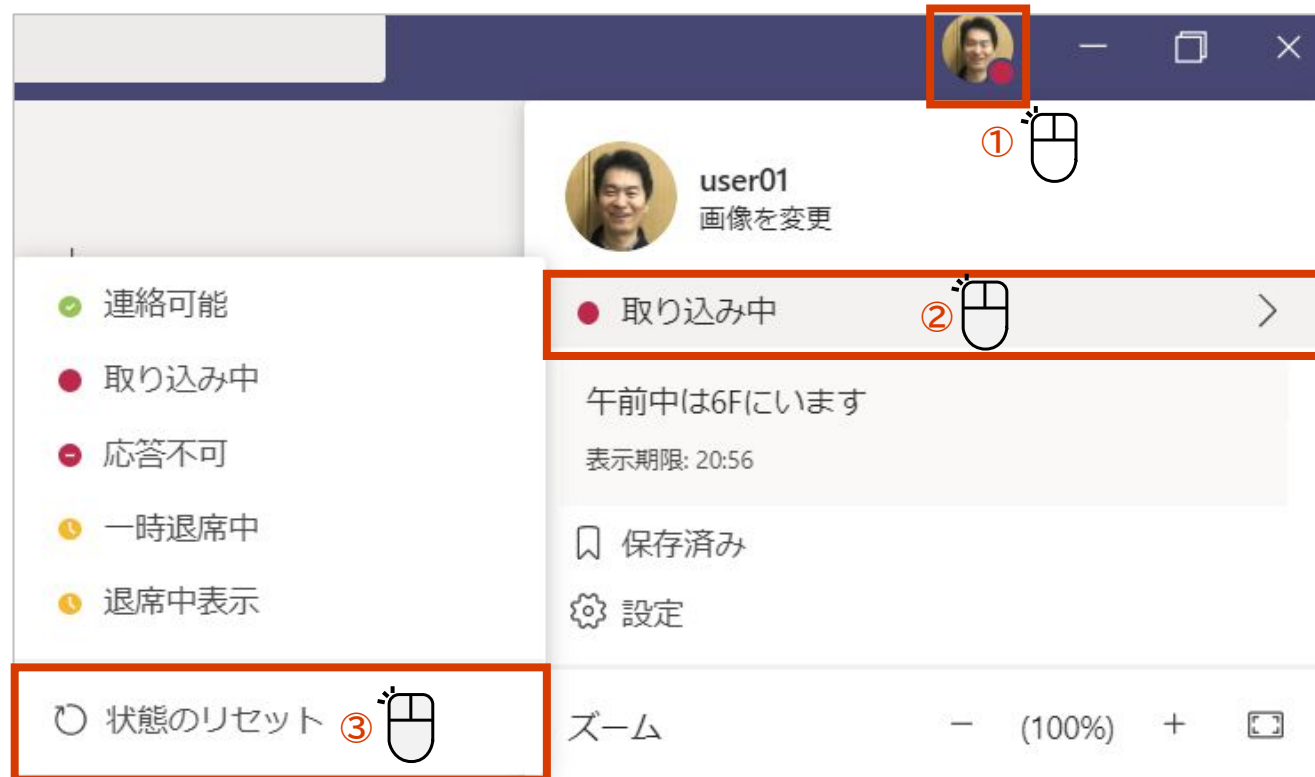 ①
user01
画像を変更
連絡可能
取り込み中
応答不可
一時退席中
退席中表示
状態のリセット ③
取り込み中 ②
午前中は6Fにいます
表示期限: 20:56
保存済み
設定
ズーム － (100%) +